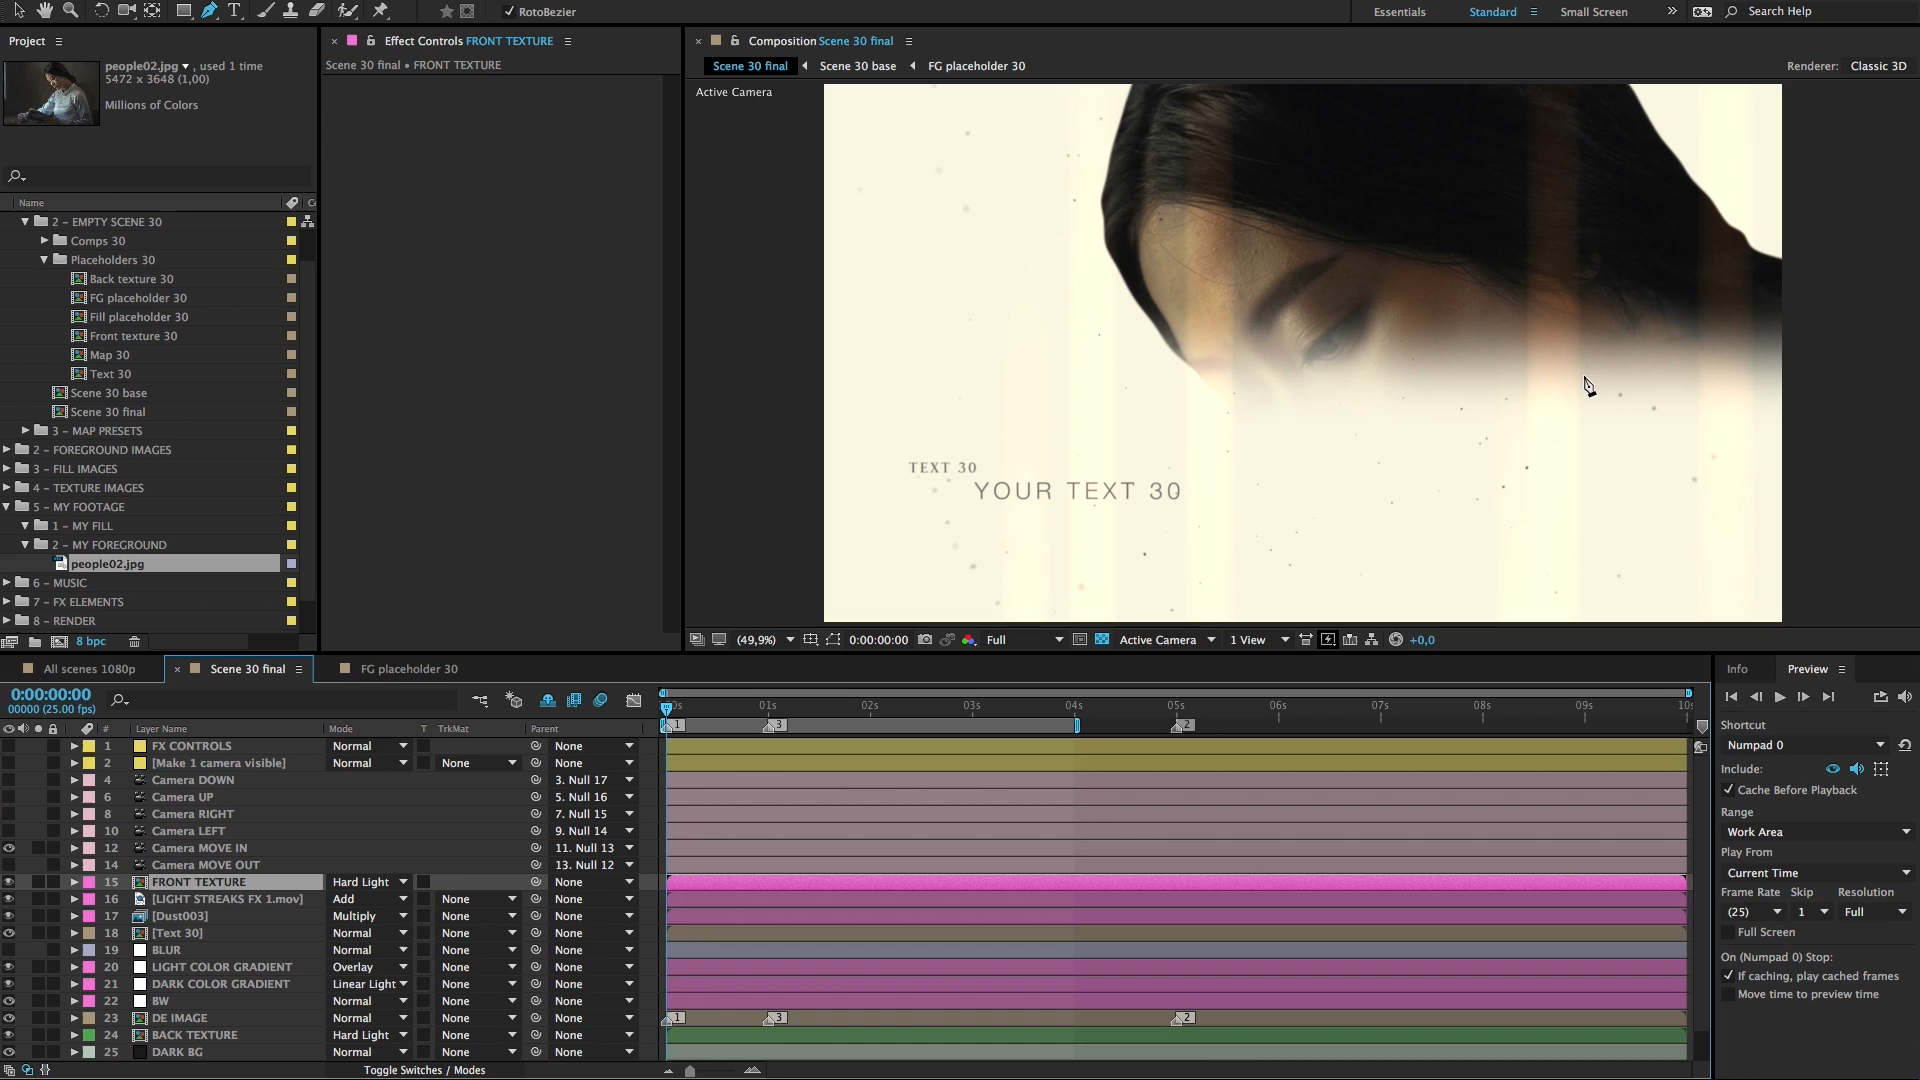 RotoBezier
Essentials
Standard
Small Screen
Search Help
Project
people02.jpg , used 1 time
5472 x 3648 (1,00)
Millions of Colors
Name
2 – EMPTY SCENE 30
Comps 30
Placeholders 30
Back texture 30
FG placeholder 30
Fill placeholder 30
Front texture 30
Map 30
Text 30
Scene 30 base
Scene 30 final
3 – MAP PRESETS
2 – FOREGROUND IMAGES
3 – FILL IMAGES
4 – TEXTURE IMAGES
5 – MY FOOTAGE
1 – MY FILL
2 – MY FOREGROUND
people02.jpg
6 – MUSIC
7 – FX ELEMENTS
8 – RENDER
8 bpc
Effect Controls FRONT TEXTURE
Scene 30 final • FRONT TEXTURE
Composition Scene 30 final
Scene 30 final
Scene 30 base
FG placeholder 30
Renderer: Classic 3D
Active Camera
TEXT 30
YOUR TEXT 30
(49,9%)
0:00:00:00
Full
Active Camera
1 View
+0,0
All scenes 1080p
Scene 30 final
FG placeholder 30
0:00:00:00
00000 (25.00 fps)
01s 02s 03s 04s 05s 06s 07s 08s 09s
1 3 2
# Layer Name Mode T TrkMat Parent
1 FX CONTROLS Normal None
2 [Make 1 camera visible] Normal None None
4 Camera DOWN 3. Null 17
6 Camera UP 5. Null 16
8 Camera RIGHT 7. Null 15
10 Camera LEFT 9. Null 14
12 Camera MOVE IN 11. Null 13
14 Camera MOVE OUT 13. Null 12
15 FRONT TEXTURE Hard Light None
16 [LIGHT STREAKS FX 1.mov] Add None None
17 [Dust003] Multiply None None
18 [Text 30] Normal None None
19 BLUR Normal None None
20 LIGHT COLOR GRADIENT Overlay None None
21 DARK COLOR GRADIENT Linear Light None None
22 BW Normal None None
23 DE IMAGE Normal None None 1 3 2
24 BACK TEXTURE Hard Light None None
25 DARK BG Normal None None
Toggle Switches / Modes
Info
Preview
Shortcut
Numpad 0
Include:
Cache Before Playback
Range
Work Area
Play From
Current Time
Frame Rate Skip Resolution
(25) 1 Full
Full Screen
On (Numpad 0) Stop:
If caching, play cached frames
Move time to preview time